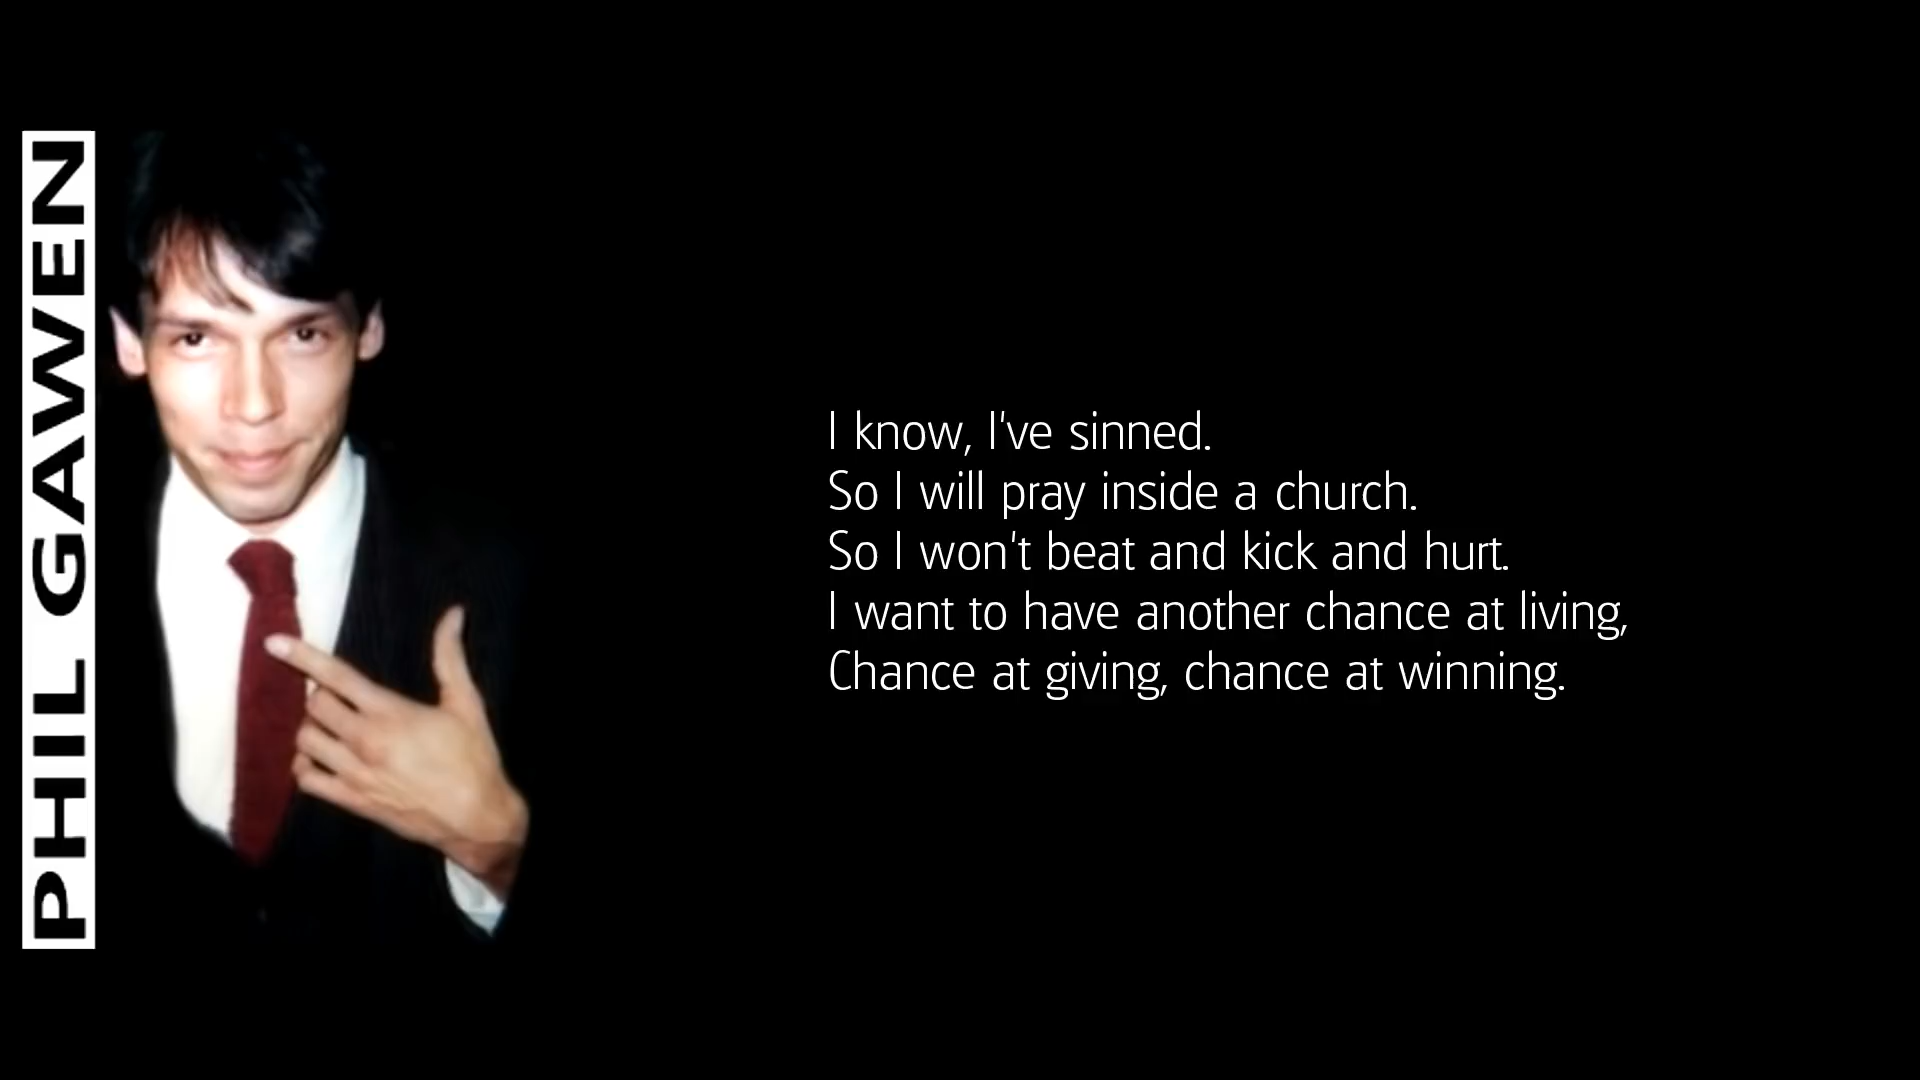 PHIL GAWEN
I know, I've sinned.
So I will pray inside a church.
So I won't beat and kick and hurt.
I want to have another chance at living,
Chance at giving, chance at winning.